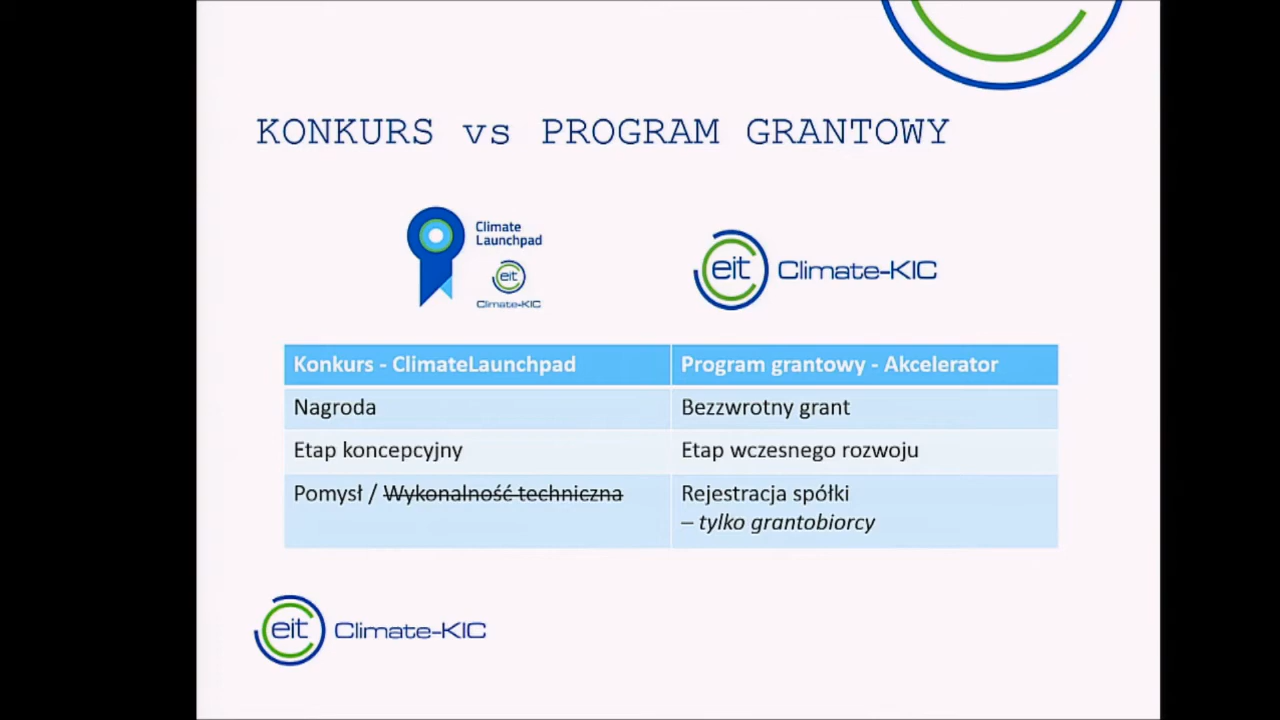 KONKURS vs PROGRAM GRANTOWY
Climate
Launchpad
eit
Climate-KIC
eit Climate-KIC
Konkurs - ClimateLaunchpad
Program grantowy - Akcelerator
Nagroda
Bezzwrotny grant
Etap koncepcyjny
Etap wczesnego rozwoju
Pomysł / Wykonalność techniczna
Rejestracja spółki
– tylko grantobiorcy
eit Climate-KIC